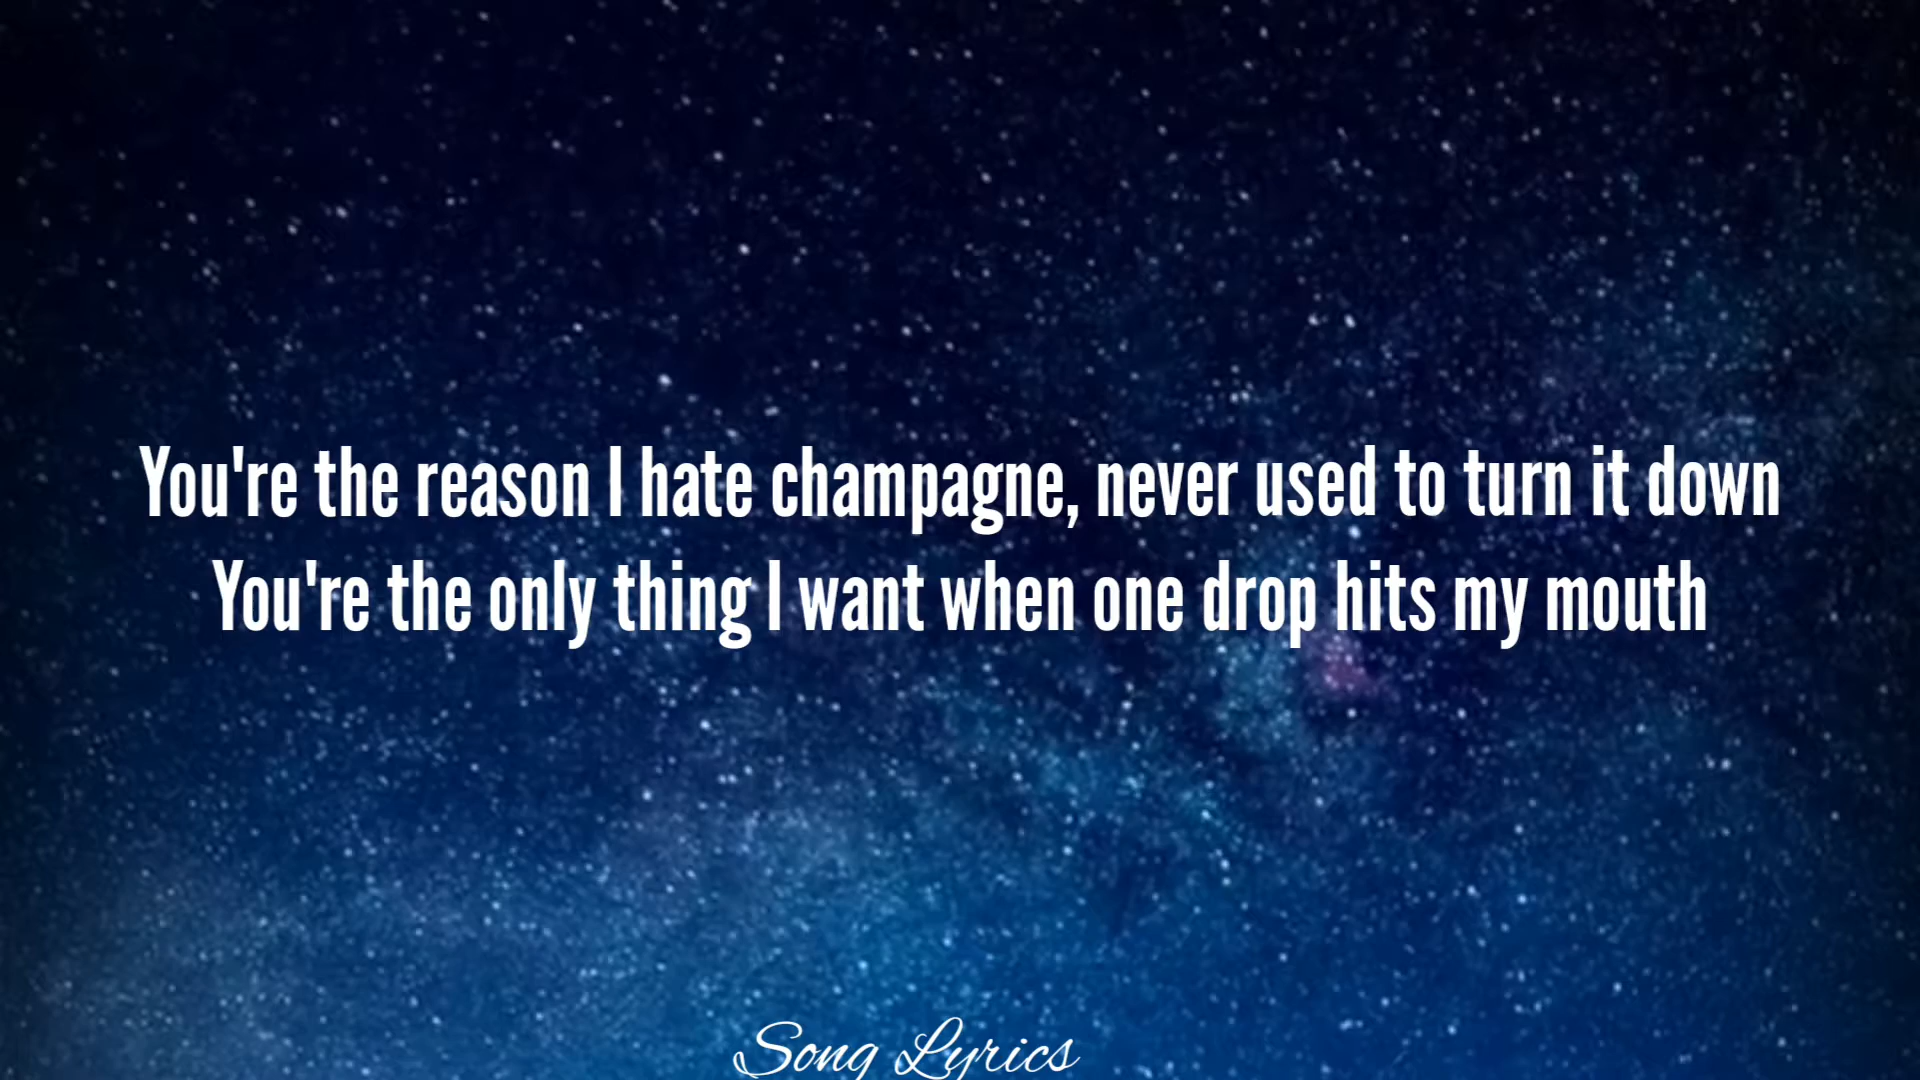 You're the reason I hate champagne, never used to turn it down
You're the only thing I want when one drop hits my mouth
Song Lyrics